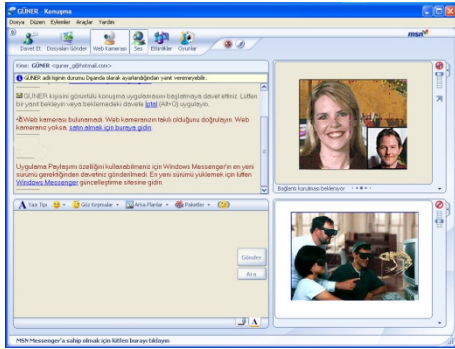 GÜNER - Konuşma
Dosya Düzen Eylemler Araçlar Yardım
msn
Davet Et Dosyaları Gönder Web Kamerası Ses Etkinlikler Oyunlar
Kime: GÜNER <guner_g@hotmail.com>
GÜNER adlı kişinin durumu Dışarıda olarak ayarlandığından yanıt veremeyebilir.
GÜNER kişisini görüntülü konuşma uygulamasını başlatmaya davet ettiniz. Lütfen
bir yanıt bekleyin veya beklemedeki davete İptal (Alt+Q) uygulayın.
Web kamerası bulunamadı. Web kameranızın takılı olduğunu doğrulayın. Web
kameranız yoksa, satın almak için buraya gidin.
Uygulama Paylaşımı özelliğini kullanabilmeniz için Windows Messenger'ın en yeni
sürümü gerektiğinden davetiniz gönderilmedi. En yeni sürümü yüklemek için lütfen
Windows Messenger güncelleştirme sitesine gidin.
Bağlantı kurulması bekleniyor
A Yazı Tipi Göz Kırpmalar Arka Planlar Paketler
Gönder
Ara
A
MSN Messenger'a sahip olmak için lütfen burayı tıklayın